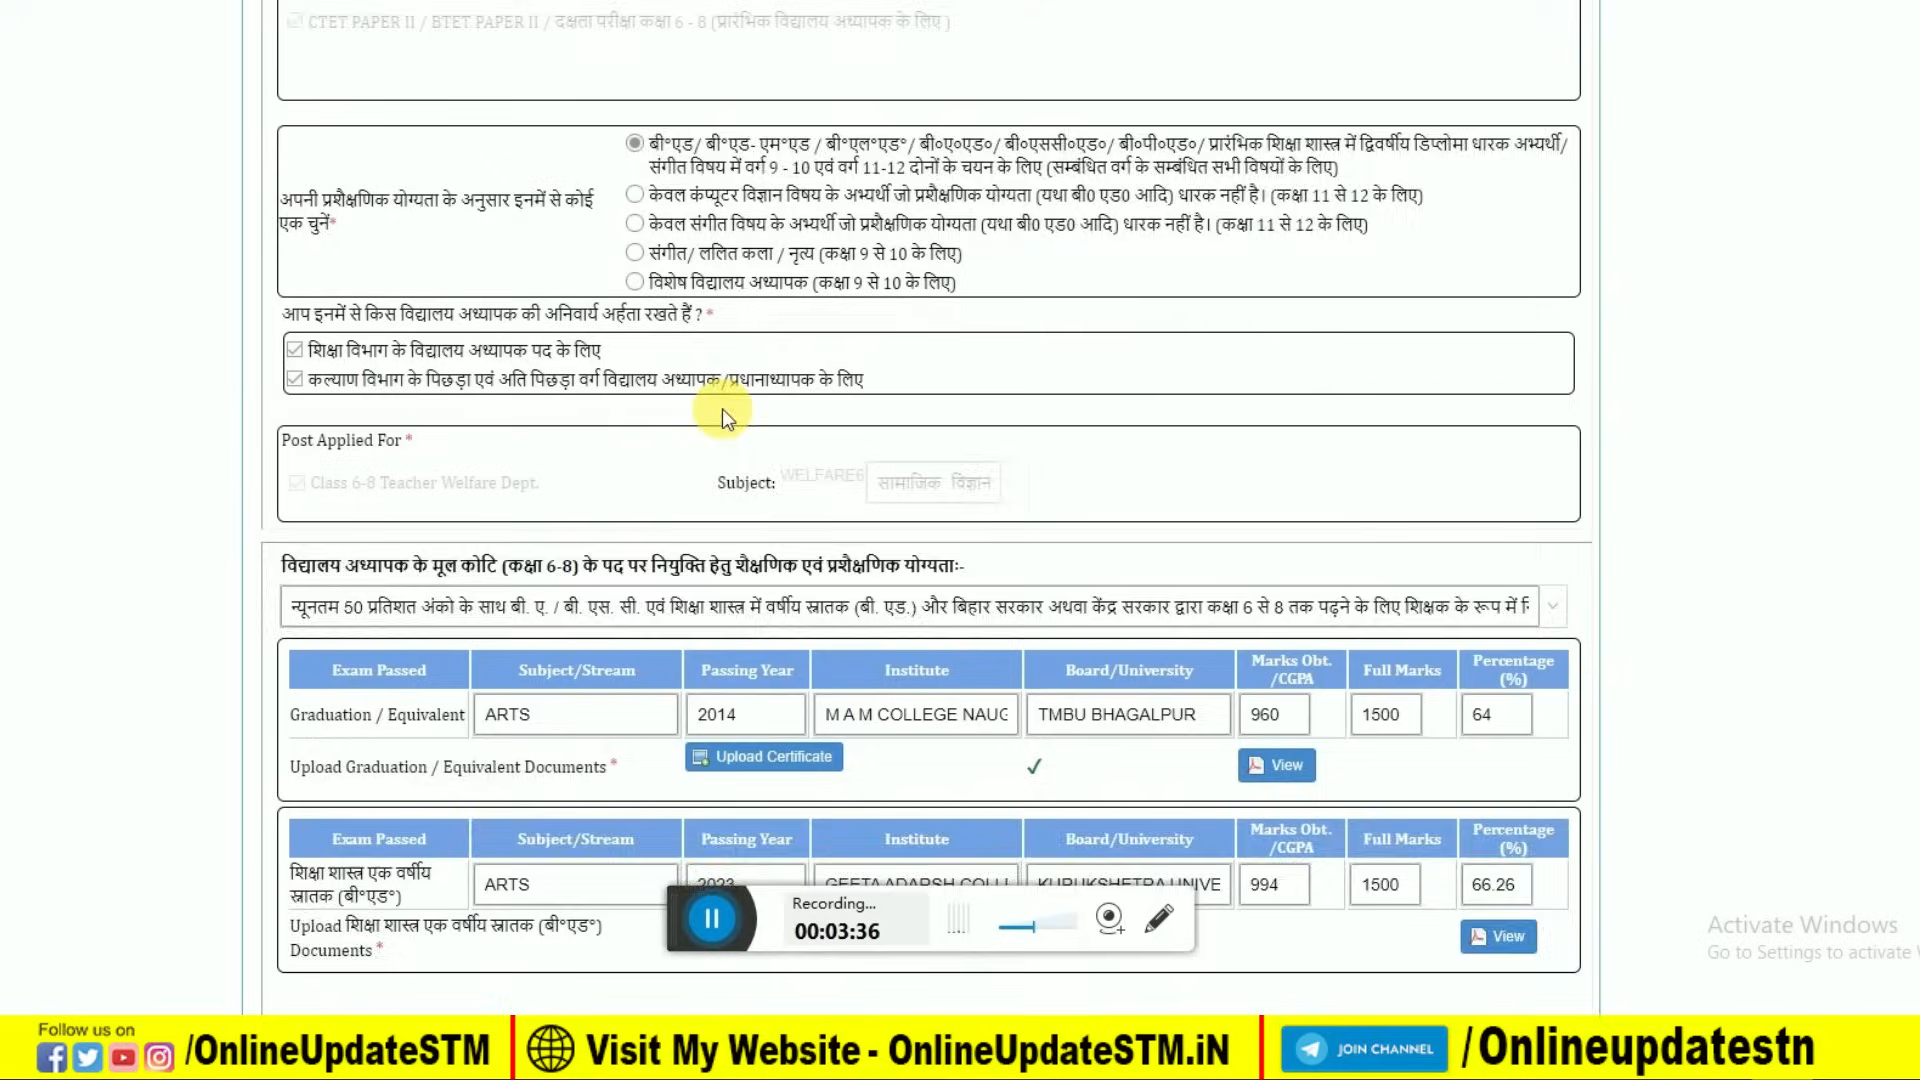 CTET PAPER II / BTET PAPER II / दक्षता परीक्षा कक्षा 6 - 8 (प्रारंभिक विद्यालय अध्यापक के लिए )
अपनी प्रशैक्षणिक योग्यता के अनुसार इनमें से कोई
एक चुनें*
बी॰एड/ बी॰एड- एम॰एड / बी॰एल॰एड॰/ बी०ए०एड०/ बी०एससी०एड०/ बी०पी०एड०/ प्रारंभिक शिक्षा शास्त्र में द्विवर्षीय डिप्लोमा धारक अभ्यर्थी/
संगीत विषय में वर्ग 9 - 10 एवं वर्ग 11-12 दोनों के चयन के लिए (सम्बंधित वर्ग के सम्बंधित सभी विषयों के लिए)
केवल कंप्यूटर विज्ञान विषय के अभ्यर्थी जो प्रशैक्षणिक योग्यता (यथा बी0 एड0 आदि) धारक नहीं है। (कक्षा 11 से 12 के लिए)
केवल संगीत विषय के अभ्यर्थी जो प्रशैक्षणिक योग्यता (यथा बी0 एड0 आदि) धारक नहीं है। (कक्षा 11 से 12 के लिए)
संगीत/ ललित कला / नृत्य (कक्षा 9 से 10 के लिए)
विशेष विद्यालय अध्यापक (कक्षा 9 से 10 के लिए)
आप इनमें से किस विद्यालय अध्यापक की अनिवार्य अर्हता रखते हैं ? *
शिक्षा विभाग के विद्यालय अध्यापक पद के लिए
कल्याण विभाग के पिछड़ा एवं अति पिछड़ा वर्ग विद्यालय अध्यापक/प्रधानाध्यापक के लिए
Post Applied For *
Class 6-8 Teacher Welfare Dept. Subject: WELFARE6 सामाजिक विज्ञान
विद्यालय अध्यापक के मूल कोटि (कक्षा 6-8) के पद पर नियुक्ति हेतु शैक्षणिक एवं प्रशैक्षणिक योग्यताः-
न्यूनतम 50 प्रतिशत अंको के साथ बी. ए. / बी. एस. सी. एवं शिक्षा शास्त्र में वर्षीय स्नातक (बी. एड.) और बिहार सरकार अथवा केंद्र सरकार द्वारा कक्षा 6 से 8 तक पढ़ने के लिए शिक्षक के रूप में
Exam Passed Subject/Stream Passing Year Institute Board/University Marks Obt. /CGPA Full Marks Percentage (%)
Graduation / Equivalent ARTS 2014 M A M COLLEGE NAUG TMBU BHAGALPUR 960 1500 64
Upload Graduation / Equivalent Documents * Upload Certificate ✓ View
Exam Passed Subject/Stream Passing Year Institute Board/University Marks Obt. /CGPA Full Marks Percentage (%)
शिक्षा शास्त्र एक वर्षीय
स्नातक (बी॰एड॰) ARTS 2023 GEETA ADARSH COLL KURUKSHETRA UNIVE 994 1500 66.26
Upload शिक्षा शास्त्र एक वर्षीय स्नातक (बी॰एड॰)
Documents * View
Recording...
00:03:36
Activate Windows
Go to Settings to activate
Follow us on
/OnlineUpdateSTM Visit My Website - OnlineUpdateSTM.iN JOIN CHANNEL /Onlineupdatestn